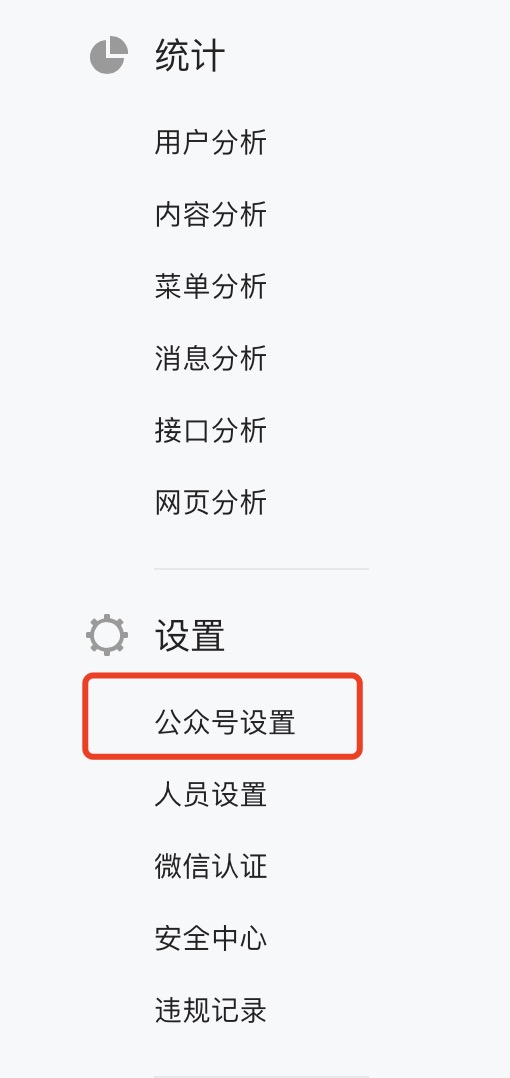 统计
用户分析
内容分析
菜单分析
消息分析
接口分析
网页分析
设置
公众号设置
人员设置
微信认证
安全中心
违规记录